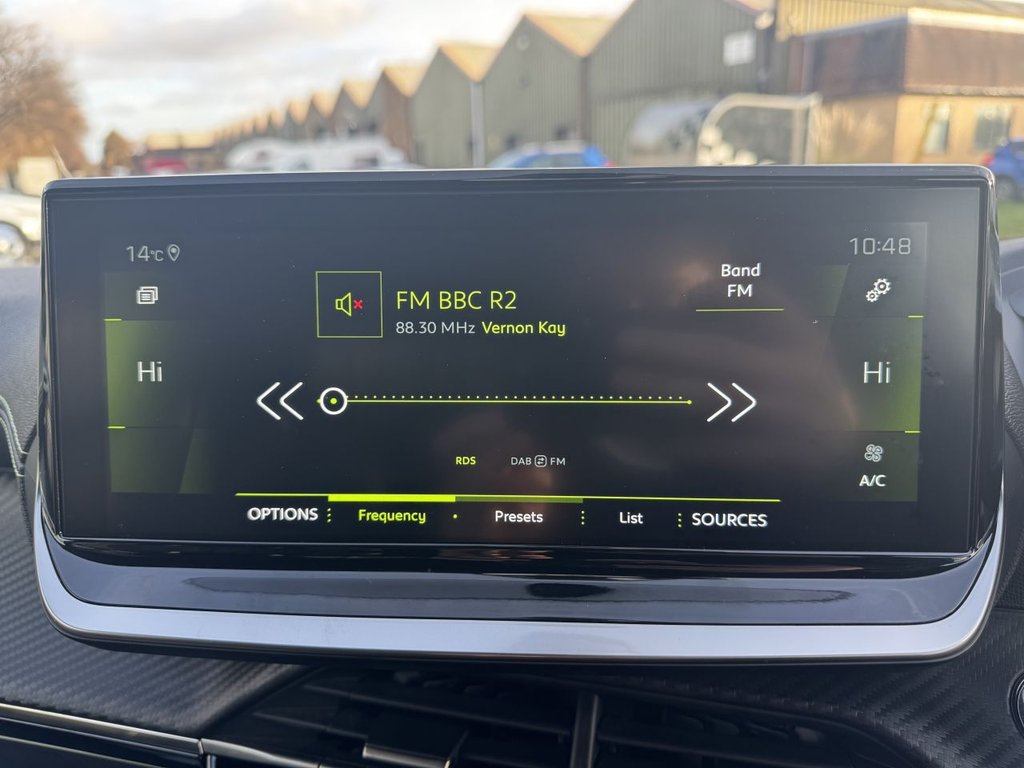 14°C
10:48
Hi
FM BBC R2
88.30 MHz Vernon Kay
Band
FM
Hi
RDS
DAB FM
A/C
OPTIONS
Frequency
Presets
List
SOURCES